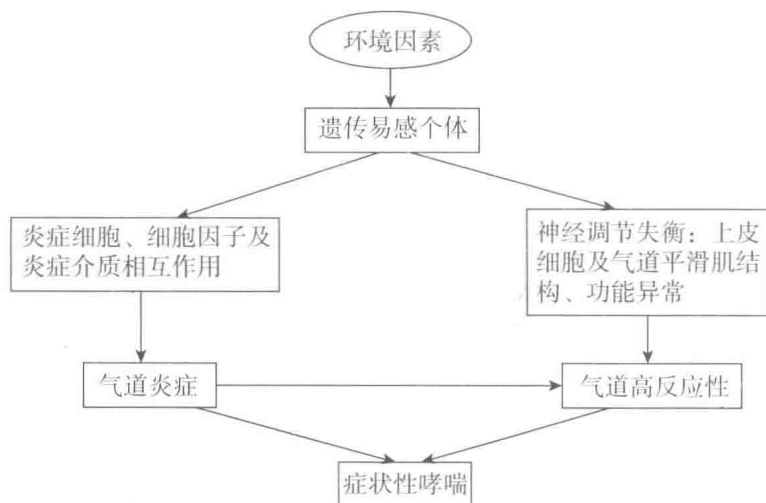 环境因素
遗传易感个体
炎症细胞、细胞因子及
炎症介质相互作用
神经调节失衡：上皮
细胞及气道平滑肌结
构、功能异常
气道炎症
气道高反应性
症状性哮喘